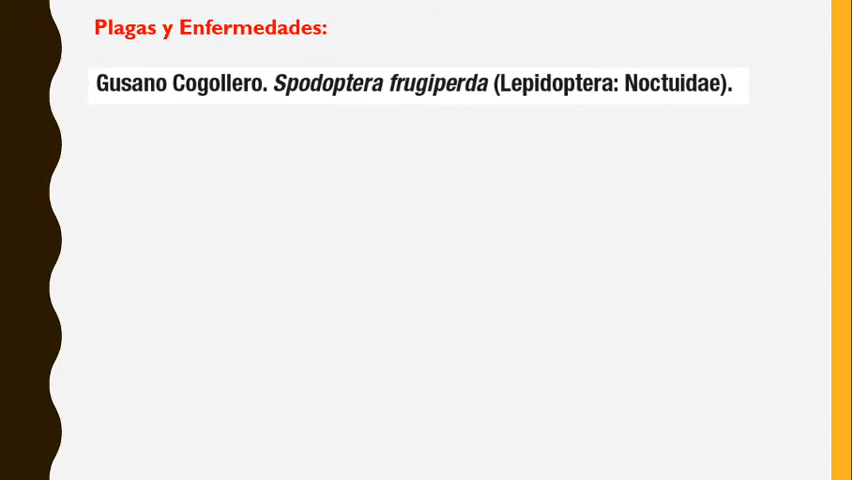 Plagas y Enfermedades:
Gusano Cogollero. Spodoptera frugiperda (Lepidoptera: Noctuidae).